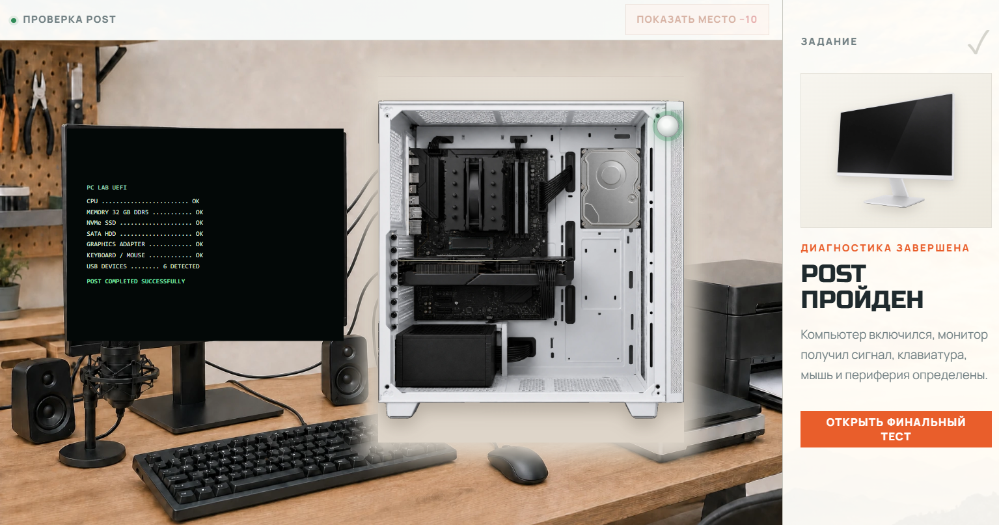 ПРОВЕРКА POST
ПОКАЗАТЬ МЕСТО −10
PC LAB UEFI
CPU ........................ OK
MEMORY 32 GB DDR5 ........... OK
NVMe SSD .................... OK
SATA HDD .................... OK
GRAPHICS ADAPTER ............ OK
KEYBOARD / MOUSE ............ OK
USB DEVICES ........ 6 DETECTED
POST COMPLETED SUCCESSFULLY
ЗАДАНИЕ
ДИАГНОСТИКА ЗАВЕРШЕНА
POST
ПРОЙДЕН
Компьютер включился, монитор
получил сигнал, клавиатура,
мышь и периферия определены.
ОТКРЫТЬ ФИНАЛЬНЫЙ
ТЕСТ